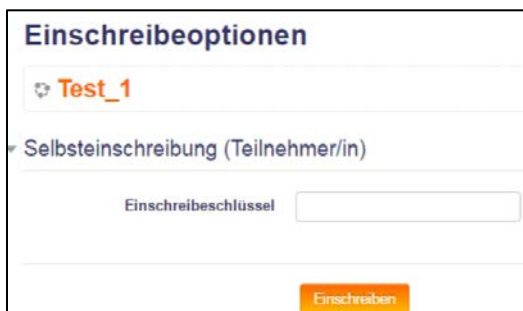 Einschreibeoptionen
Test_1
Selbsteinschreibung (Teilnehmer/in)
Einschreibeschlüssel
Einschreiben